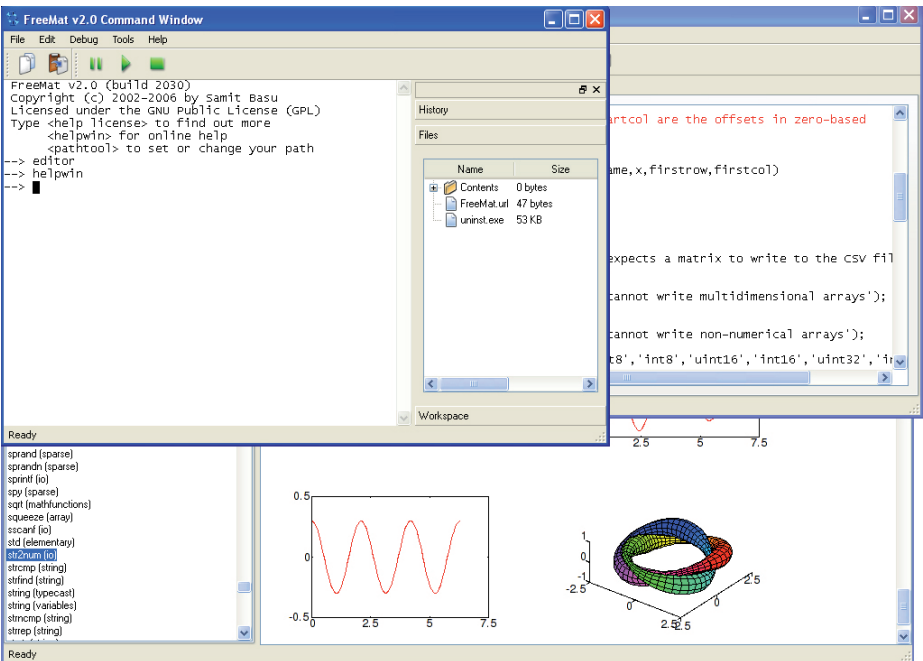 FreeMat v2.0 Command Window
File Edit Debug Tools Help
FreeMat v2.0 (build 2030)
Copyright (c) 2002-2006 by Samit Basu
Licensed under the GNU Public License (GPL)
Type <help license> to find out more
<helpwin> for online help
<pathtool> to set or change your path
--> editor
--> helpwin
-->
History
Files
Name Size
Contents 0 bytes
FreeMat.url 47 bytes
uninst.exe 53 KB
Workspace
Ready
artcol are the offsets in zero-based
ame,x,firstrow,firstcol)
expects a matrix to write to the CSV fil
cannot write multidimensional arrays');
cannot write non-numerical arrays');
t8','int8','uint16','int16','uint32','in
sprand (sparse)
sprandn (sparse)
sprintf (io)
spy (sparse)
sqrt (mathfunctions)
squeeze (array)
sscanf (io)
std (elementary)
str2num (io)
strcmp (string)
strfind (string)
string (typecast)
string (variables)
strncmp (string)
strrep (string)
Ready
2.5 5 7.5
0.5
0
-0.5
0 2.5 5 7.5
1
0
-1
-2.5
0
2.5
2.5
0
2.5